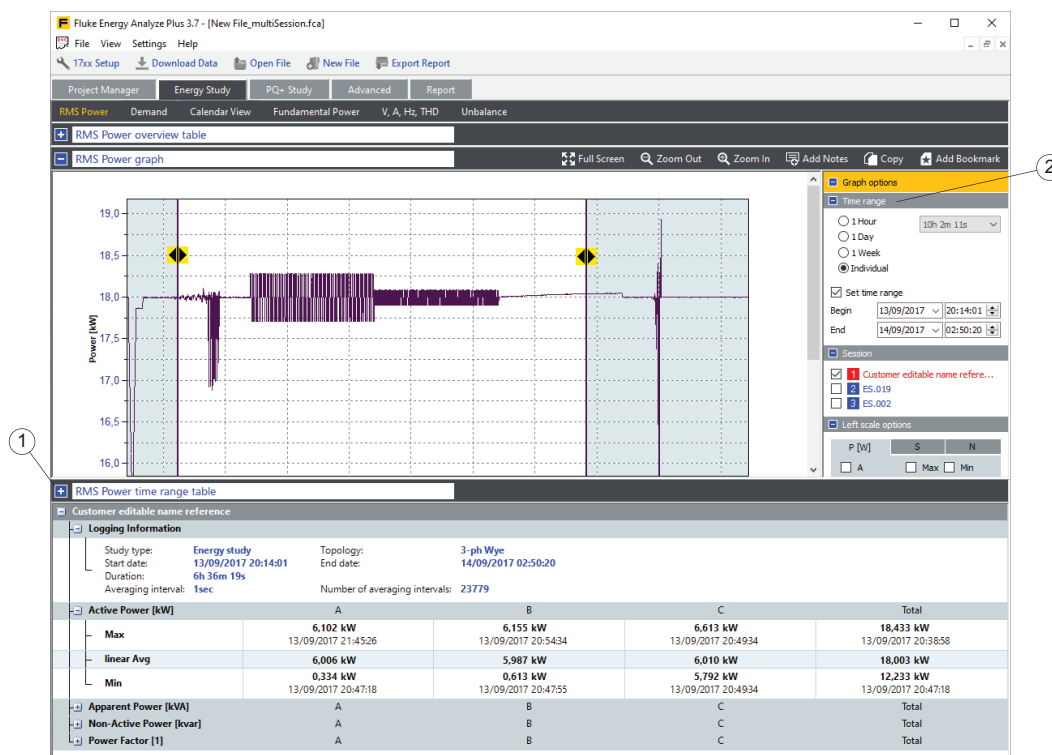 Fluke Energy Analyze Plus 3.7 - [New File_multiSession.fca]
File View Settings Help
17xx Setup Download Data Open File New File Export Report
Project Manager Energy Study PQ+ Study Advanced Report
RMS Power Demand Calendar View Fundamental Power V, A, Hz, THD Unbalance
RMS Power overview table
RMS Power graph Full Screen Zoom Out Zoom In Add Notes Copy Add Bookmark
2
Graph options
Time range
1 Hour 10h 2m 11s
1 Day
1 Week
Individual
Set time range
Begin 13/09/2017 20:14:01
End 14/09/2017 02:50:20
Session
1 Customer editable name refere...
2 ES.019
3 ES.002
Left scale options
P [W] S N
A Max Min
Power [kW]
19,0
18,5
18,0
17,5
17,0
16,5
16,0
1
RMS Power time range table
Customer editable name reference
Logging Information
Study type: Energy study Topology: 3-ph Wye
Start date: 13/09/2017 20:14:01 End date: 14/09/2017 02:50:20
Duration: 6h 36m 19s
Averaging interval: 1sec Number of averaging intervals: 23779
Active Power [kW] A B C Total
Max 6,102 kW 6,155 kW 6,613 kW 18,433 kW
13/09/2017 21:45:26 13/09/2017 20:54:34 13/09/2017 20:49:34 13/09/2017 20:38:58
linear Avg 6,006 kW 5,987 kW 6,010 kW 18,003 kW
Min 0,334 kW 0,613 kW 5,792 kW 12,233 kW
13/09/2017 20:47:18 13/09/2017 20:47:55 13/09/2017 20:49:34 13/09/2017 20:47:18
Apparent Power [kVA] A B C Total
Non-Active Power [kvar] A B C Total
Power Factor [1] A B C Total